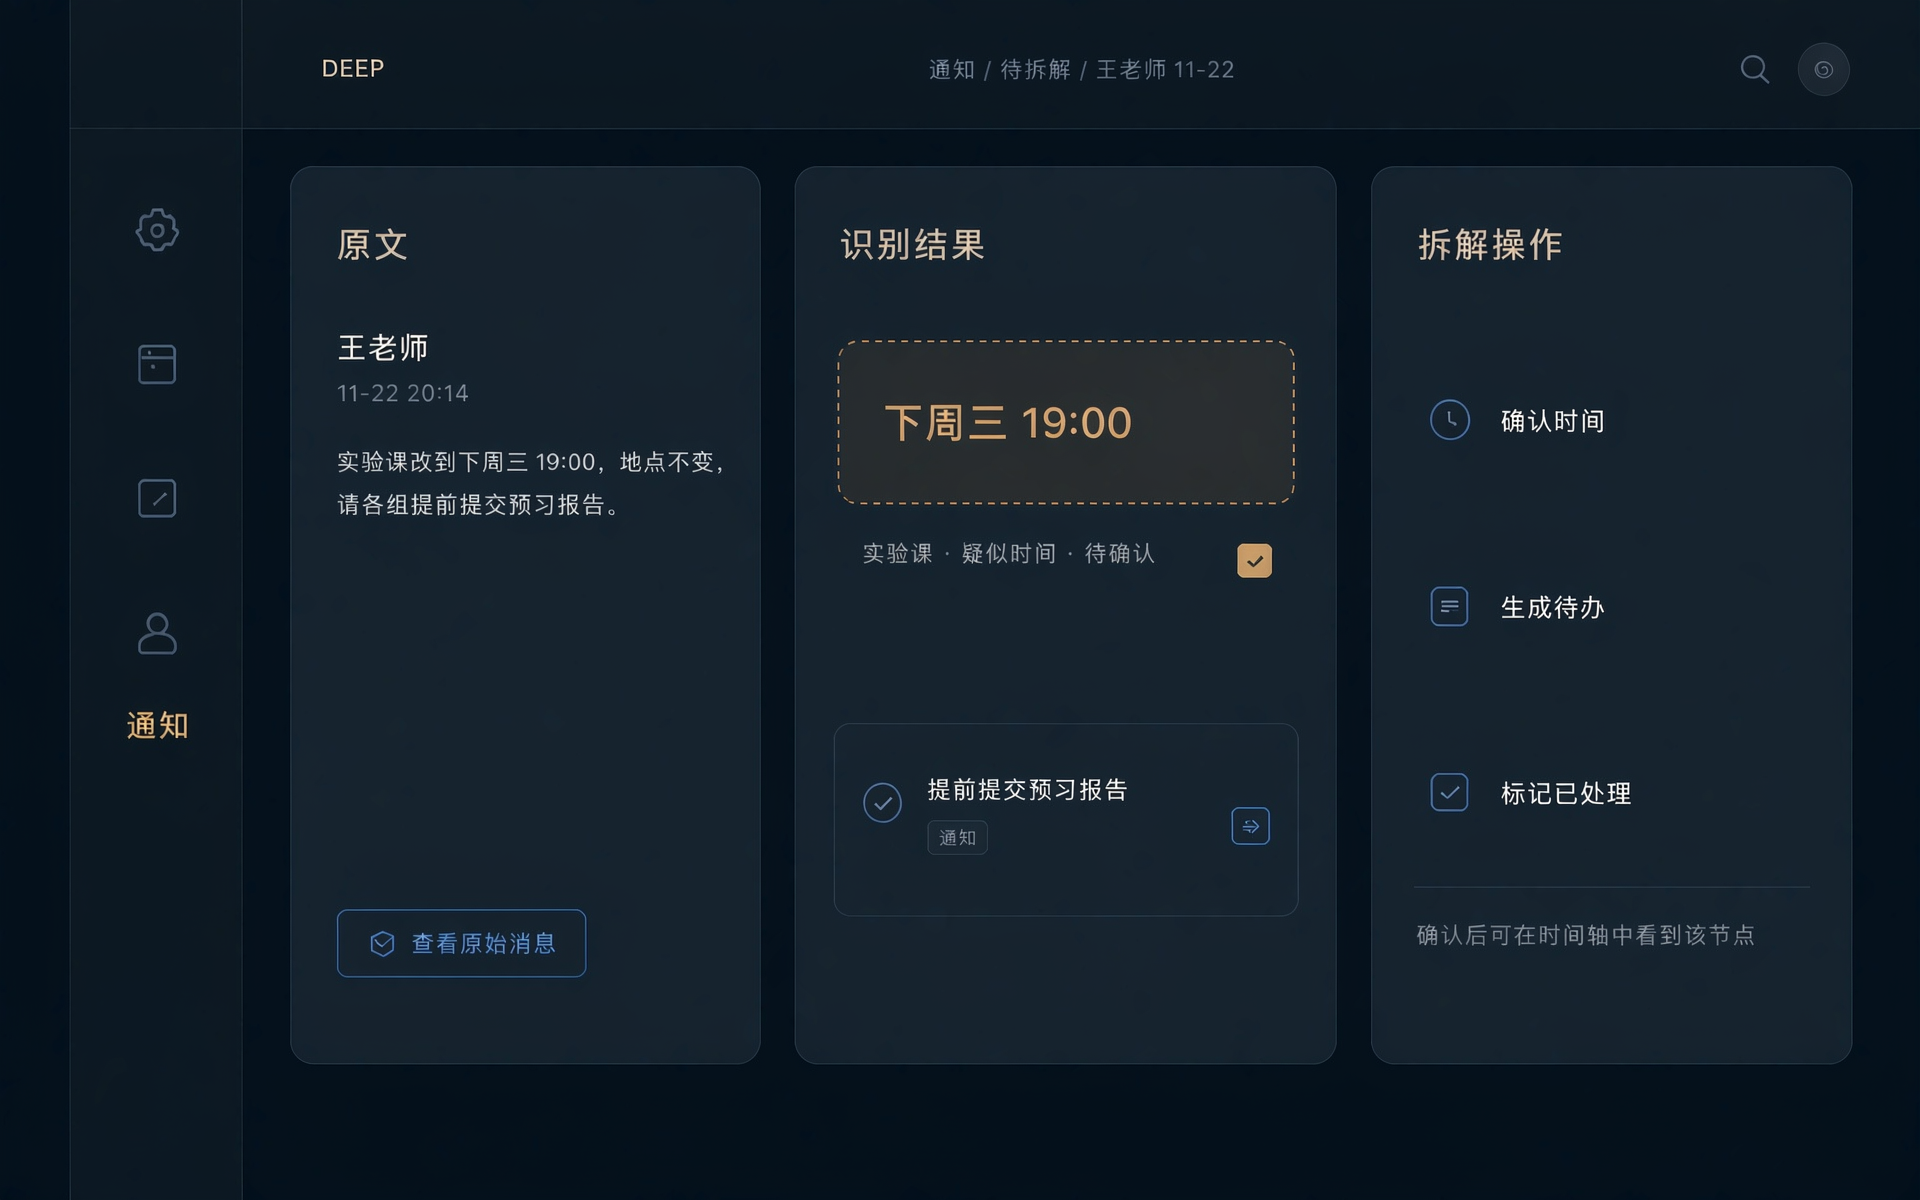 DEEP
通知 / 待拆解 / 王老师 11-22
通知
原文
王老师
11-22 20:14
实验课改到下周三 19:00，地点不变，
请各组提前提交预习报告。
查看原始消息
识别结果
下周三 19:00
实验课 · 疑似时间 · 待确认
提前提交预习报告
通知
拆解操作
确认时间
生成待办
标记已处理
确认后可在时间轴中看到该节点